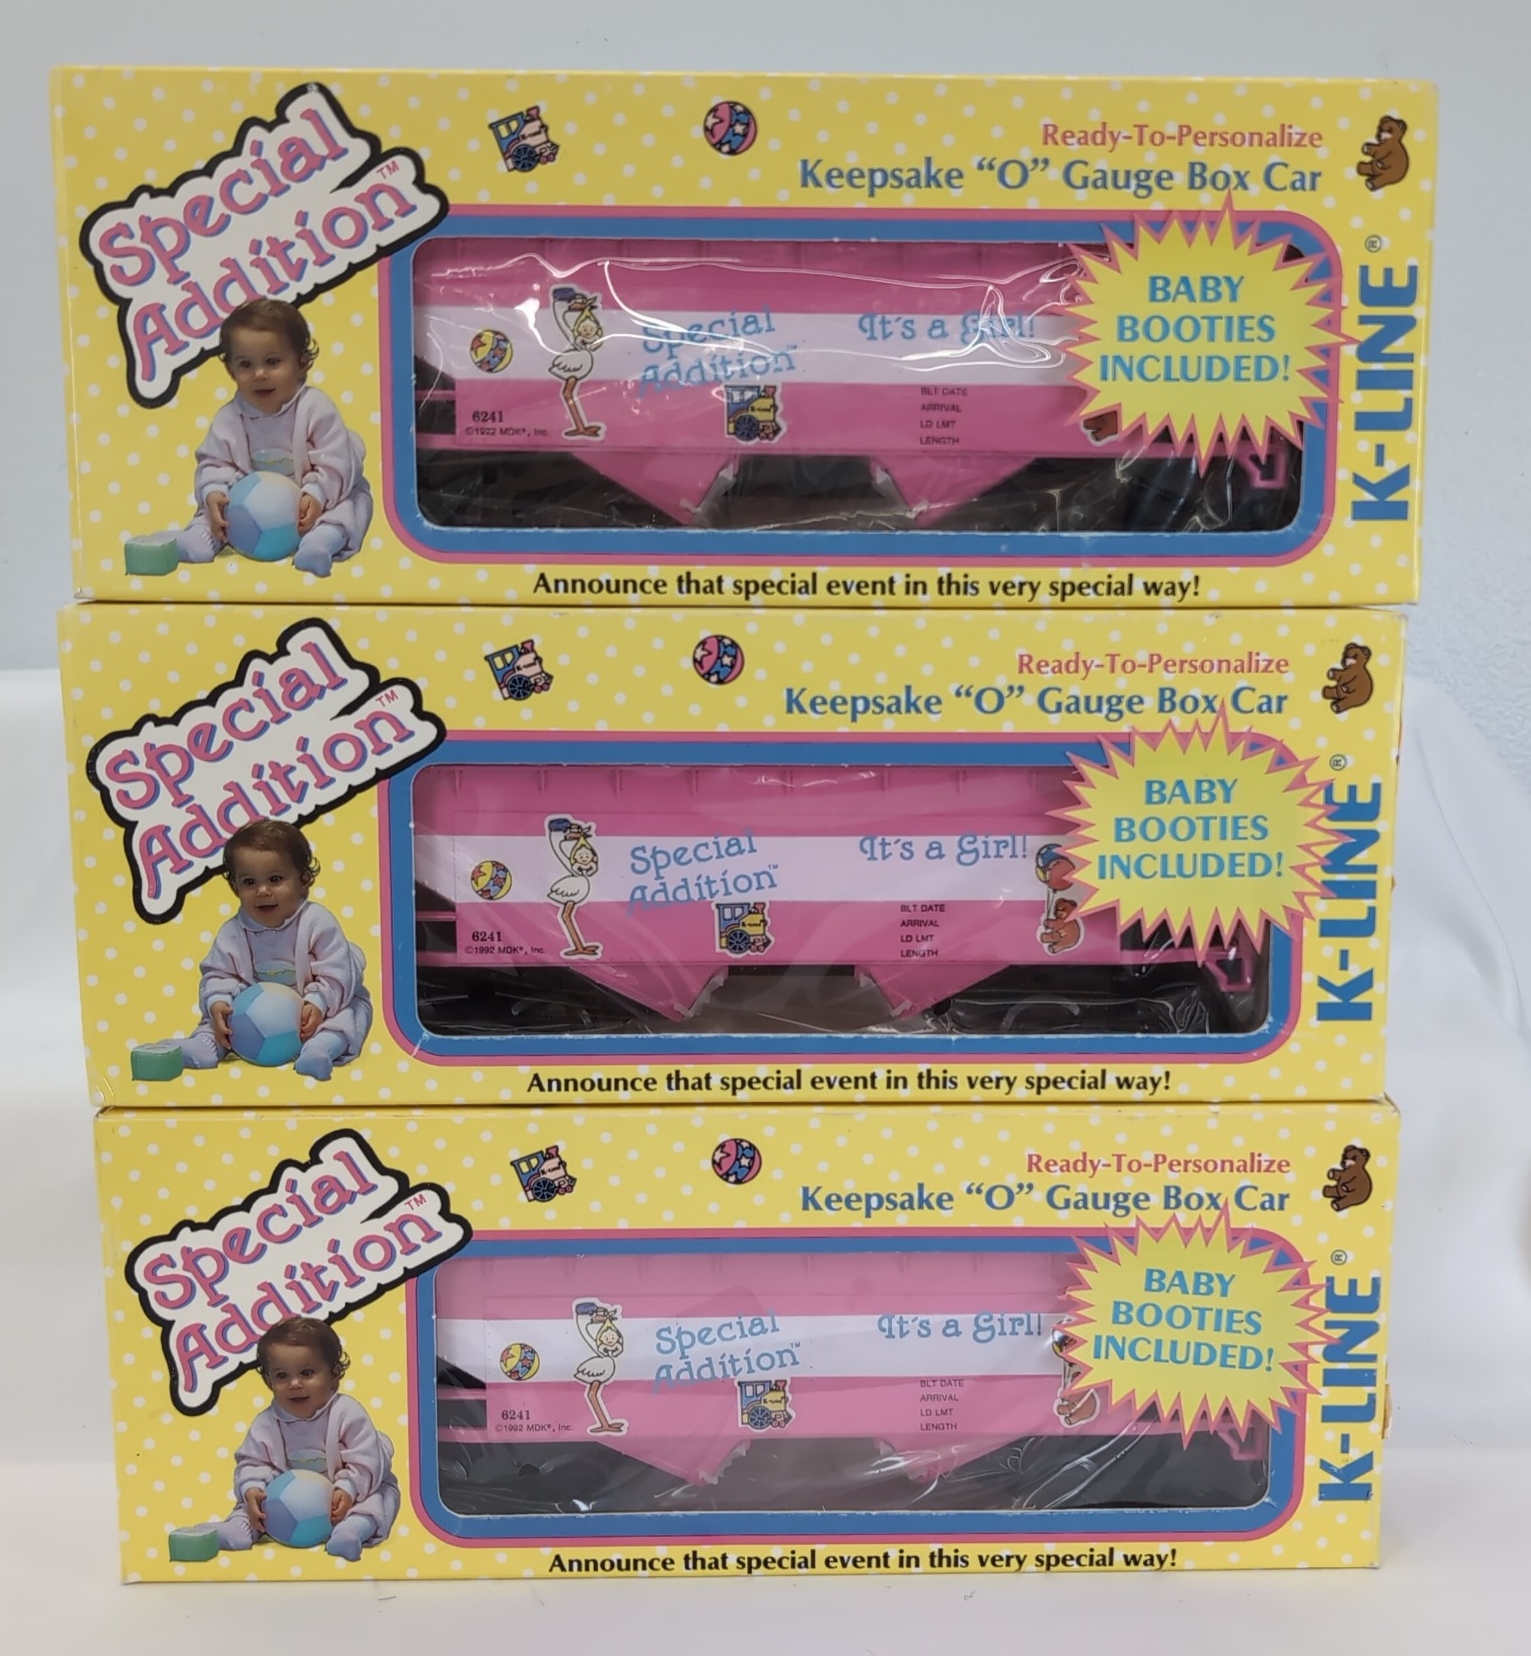 Special
Addition™
Ready-To-Personalize
Keepsake "O" Gauge Box Car
BABY
BOOTIES
INCLUDED!
K-LINE®
Special
Addition™
It's a Girl!
BLT DATE
ARRIVAL
LD LMT
LENGTH
6241
©1992 MDK®, Inc.
Announce that special event in this very special way!
Special
Addition™
Ready-To-Personalize
Keepsake "O" Gauge Box Car
BABY
BOOTIES
INCLUDED!
K-LINE®
Special
Addition™
It's a Girl!
BLT DATE
ARRIVAL
LD LMT
LENGTH
6241
©1992 MDK®, Inc.
Announce that special event in this very special way!
Special
Addition™
Ready-To-Personalize
Keepsake "O" Gauge Box Car
BABY
BOOTIES
INCLUDED!
K-LINE®
Special
Addition™
It's a Girl!
BLT DATE
ARRIVAL
LD LMT
LENGTH
6241
©1992 MDK®, Inc.
Announce that special event in this very special way!